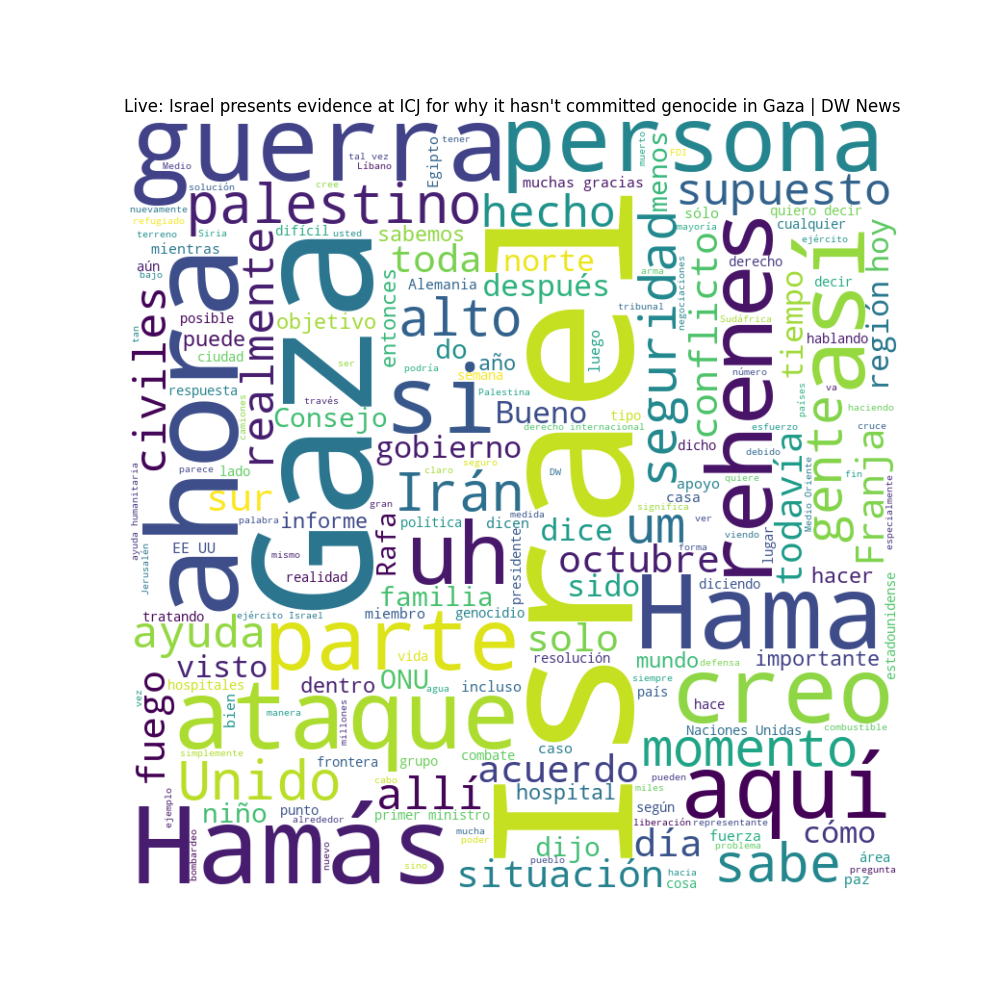 Live: Israel presents evidence at ICJ for why it hasn't committed genocide in Gaza | DW News
guerra
persona
Medio
tal vez
Líbano
cree
tener
Egipto
muchas gracias
menos
muerto
FDI
supuesto
solución
nuevamente
refugiado
terreno
Siria
palestino
hecho
sólo
quiero decir
mayoría
cualquier
ejército
mientras
difícil
usted
sabemos
toda
norte
aún
bajo
ahora
realmente
Gaza
Israel
seguridad
conflicto
rehenes
derecho
decir
así
hoy
región
después
Alemania
entonces
objetivo
alto
tribunal
arma
negociaciones
Sudáfrica
tiempo
hablando
civiles
posible
puede
ciudad
respuesta
tan
ser
podría
do
año
semana
luego
número
va
países
través
si
Palestina
Bueno
tipo
haciendo
gente
camiones
Consejo
derecho internacional
esfuerzo
cruce
gobierno
dicho
debido
todavía
Franja
parece
lado
claro
seguro
DW
apoyo
quiere
fin
Medio Oriente
especialmente
ayuda humanitaria
sur
Irán
casa
significa
palabra
informe
gran
Rafa
política
dicen
medida
dice
um
ver
viendo
lugar
EE UU
Jerusalén
mismo
realidad
uh
presidente
octubre
forma
sido
Hama
diciendo
hacer
estadounidense
familia
tratando
ejército Israel
miembro
genocidio
ayuda
parte
solo
visto
vida
resolución
mundo
defensa
importante
hospitales
dentro
ONU
agua
incluso
siempre
país
creo
fuego
vez
bien
manera
millones
ataque
hace
Naciones Unidas
combustible
simplemente
frontera
grupo
combate
caso
momento
Unido
cabo
acuerdo
pueden
aquí
allí
hospital
miles
ejemplo
niño
punto
alrededor
primer ministro
según
liberación
representante
cómo
Hamás
bombardeo
nuevo
mucha
poder
dijo
día
fuerza
problema
sino
pueblo
situación
hacia
cosa
sabe
área
pregunta
paz